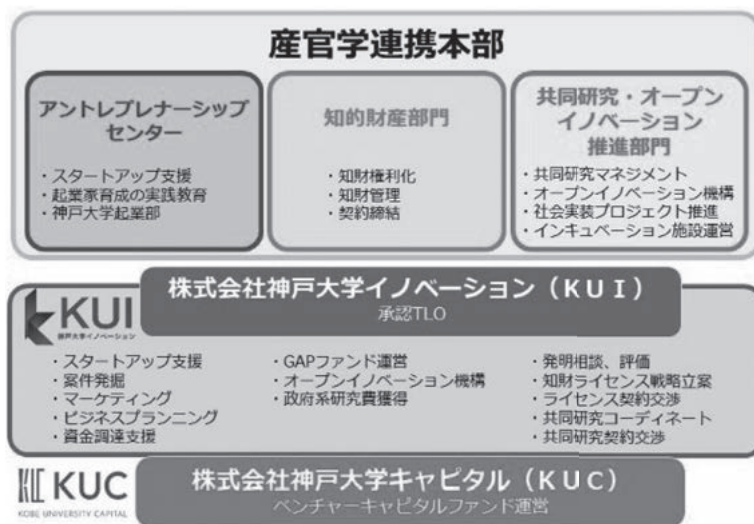 産官学連携本部
アントレプレナーシップ
センター
・スタートアップ支援
・起業家育成の実践教育
・神戸大学起業部
知的財産部門
・知財権利化
・知財管理
・契約締結
共同研究・オープン
イノベーション
推進部門
・共同研究マネジメント
・オープンイノベーション機構
・社会実装プロジェクト推進
・インキュベーション施設運営
株式会社神戸大学イノベーション（KUI）
承認TLO
KUI
神戸大学イノベーション
・スタートアップ支援
・案件発掘
・マーケティング
・ビジネスプランニング
・資金調達支援
・GAPファンド運営
・オープンイノベーション機構
・政府系研究費獲得
・発明相談、評価
・知財ライセンス戦略立案
・ライセンス契約交渉
・共同研究コーディネート
・共同研究契約交渉
KUC
KOBE UNIVERSITY CAPITAL
株式会社神戸大学キャピタル（KUC）
ベンチャーキャピタルファンド運営